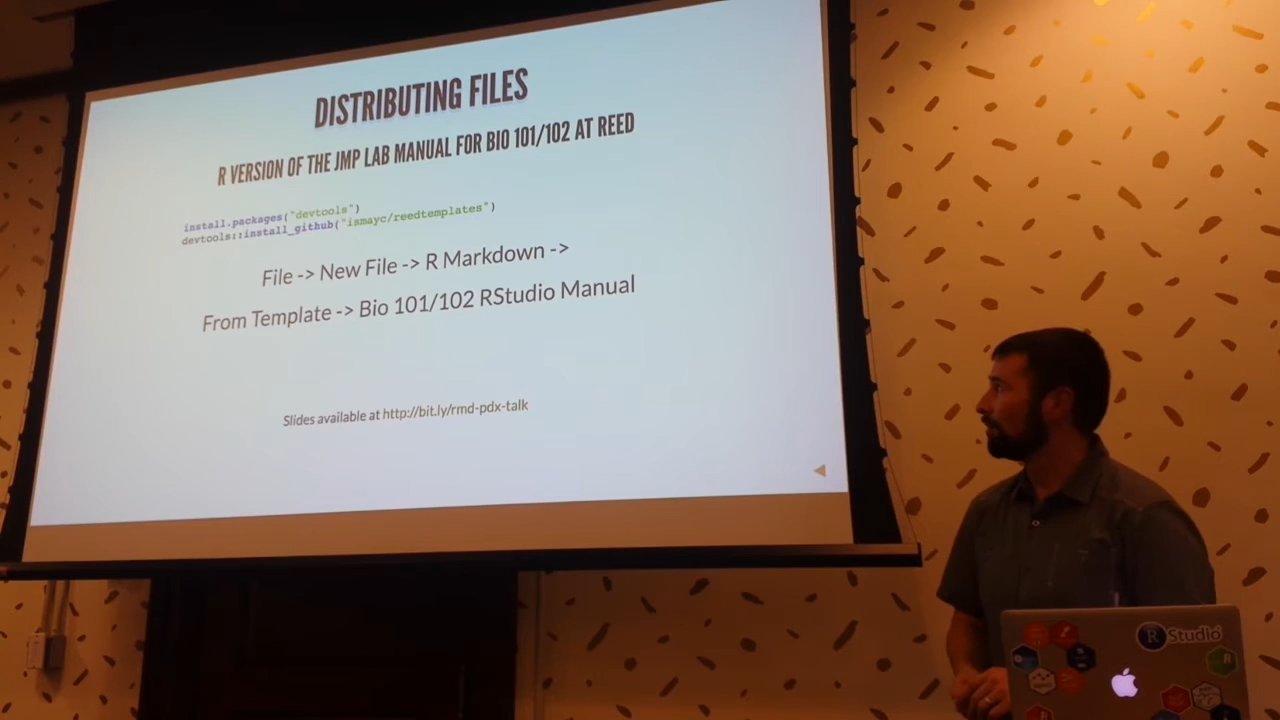 DISTRIBUTING FILES
R VERSION OF THE JMP LAB MANUAL FOR BIO 101/102 AT REED
install.packages("devtools")
devtools::install_github("ismayc/reedtemplates")
File -> New File -> R Markdown ->
From Template -> Bio 101/102 RStudio Manual
Slides available at http://bit.ly/rmd-pdx-talk
R Studio